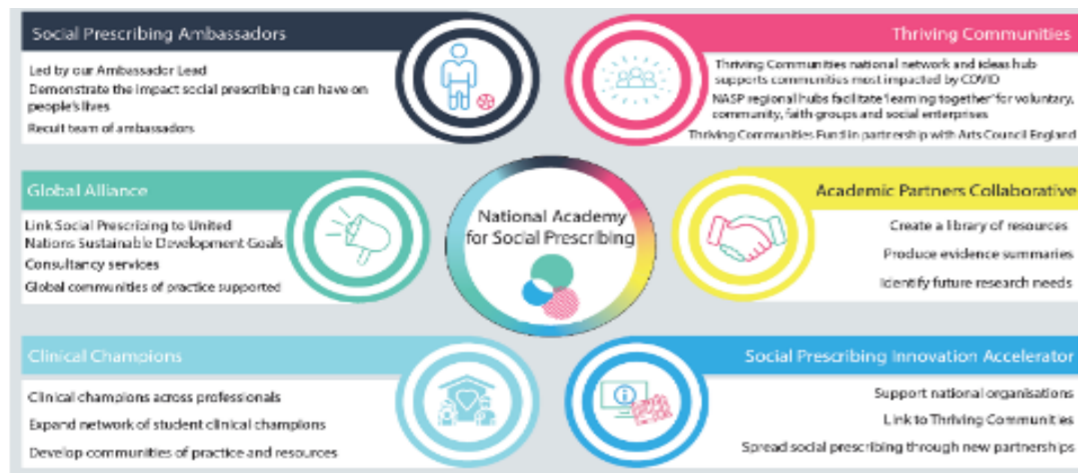 Social Prescribing Ambassadors
Led by our Ambassador Lead
Demonstrate the impact social prescribing can have on
people's lives
Recuit team of ambassadors
Thriving Communities
Thriving Communities national network and ideas hub
supports communities most impacted by COVID
NASP regional hubs facilitate 'learning together' for voluntary,
community, faith groups and social enterprises
Thriving Communities Fund in partnership with Arts Council England
Global Alliance
Link Social Prescribing to United
Nations Sustainable Development Goals
Consultancy services
Global communities of practice supported
National Academy
for Social Prescribing
Academic Partners Collaborative
Create a library of resources
Produce evidence summaries
Identify future research needs
Clinical Champions
Clinical champions across professionals
Expand network of student clinical champions
Develop communities of practice and resources
Social Prescribing Innovation Accelerator
Support national organisations
Link to Thriving Communities
Spread social prescribing through new partnerships